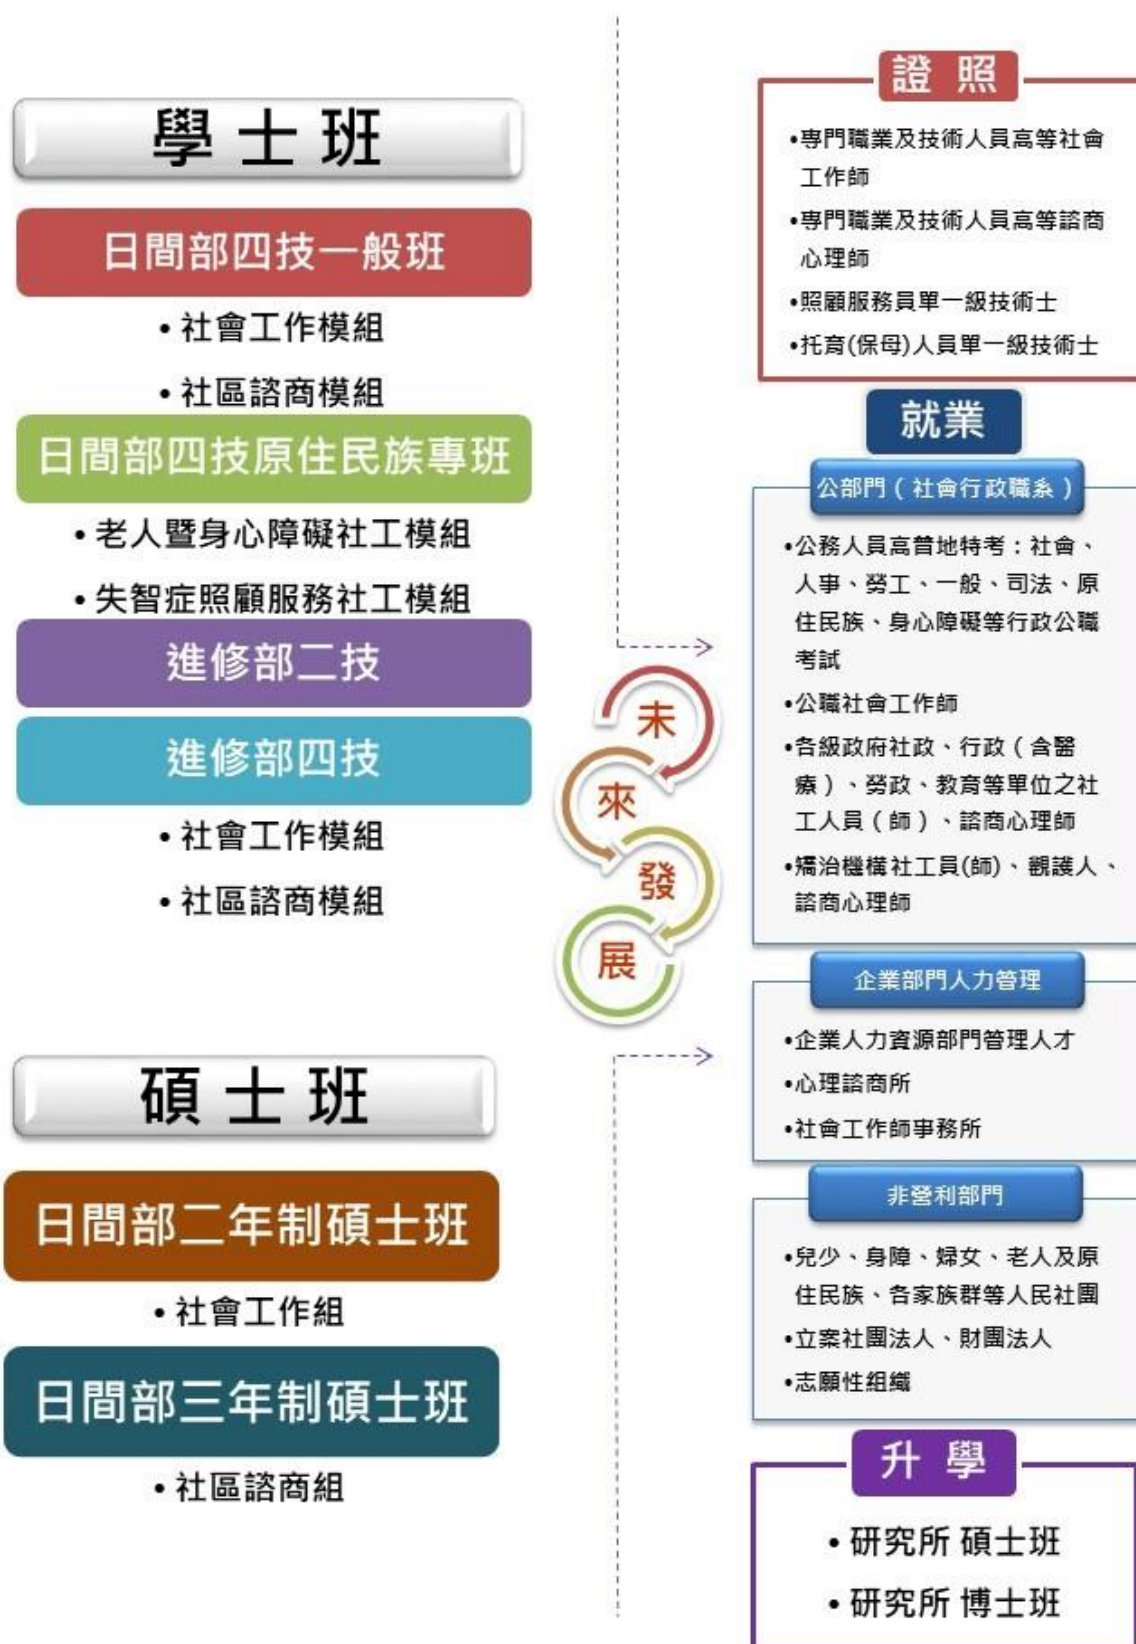 學士班
日間部四技一般班
•社會工作模組
•社區諮商模組
日間部四技原住民族專班
•老人暨身心障礙社工模組
•失智症照顧服務社工模組
進修部二技
進修部四技
•社會工作模組
•社區諮商模組
碩士班
日間部二年制碩士班
•社會工作組
日間部三年制碩士班
•社區諮商組
未
來
發
展
證照
•專門職業及技術人員高等社會
工作師
•專門職業及技術人員高等諮商
心理師
•照顧服務員單一級技術士
•托育(保母)人員單一級技術士
就業
公部門（社會行政職系）
•公務人員高普地特考：社會、
人事、勞工、一般、司法、原
住民族、身心障礙等行政公職
考試
•公職社會工作師
•各級政府社政、行政（含醫
療）、勞政、教育等單位之社
工人員（師）、諮商心理師
•矯治機構社工員(師)、觀護人、
諮商心理師
企業部門人力管理
•企業人力資源部門管理人才
•心理諮商所
•社會工作師事務所
非營利部門
•兒少、身障、婦女、老人及原
住民族、各家族群等人民社團
•立案社團法人、財團法人
•志願性組織
升學
•研究所 碩士班
•研究所 博士班